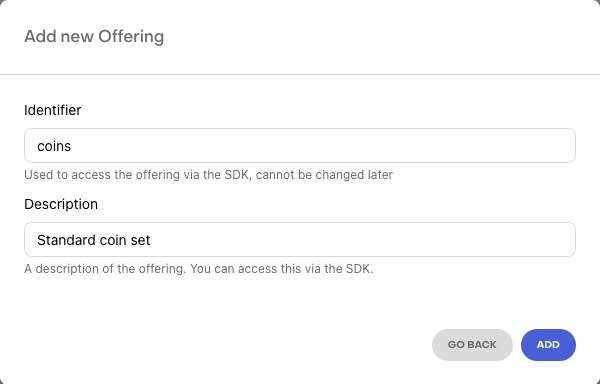 Add new Offering
Identifier
coins
Used to access the offering via the SDK, cannot be changed later
Description
Standard coin set
A description of the offering. You can access this via the SDK.
GO BACK
ADD